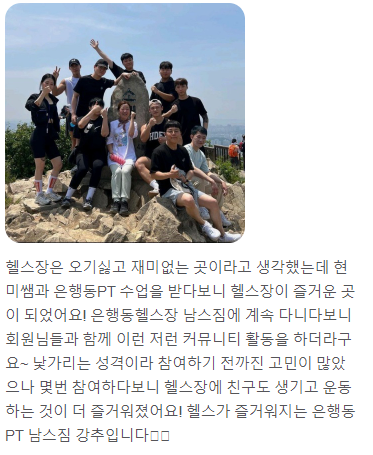 헬스장은 오기싫고 재미없는 곳이라고 생각했는데 현
미쌤과 은행동PT 수업을 받다보니 헬스장이 즐거운 곳
이 되었어요! 은행동헬스장 남스짐에 계속 다니다보니
회원님들과 함께 이런 저런 커뮤니티 활동을 하더라구
요~ 낯가리는 성격이라 참여하기 전까진 고민이 많았
으나 몇번 참여하다보니 헬스장에 친구도 생기고 운동
하는 것이 더 즐거워졌어요! 헬스가 즐거워지는 은행동
PT 남스짐 강추입니다